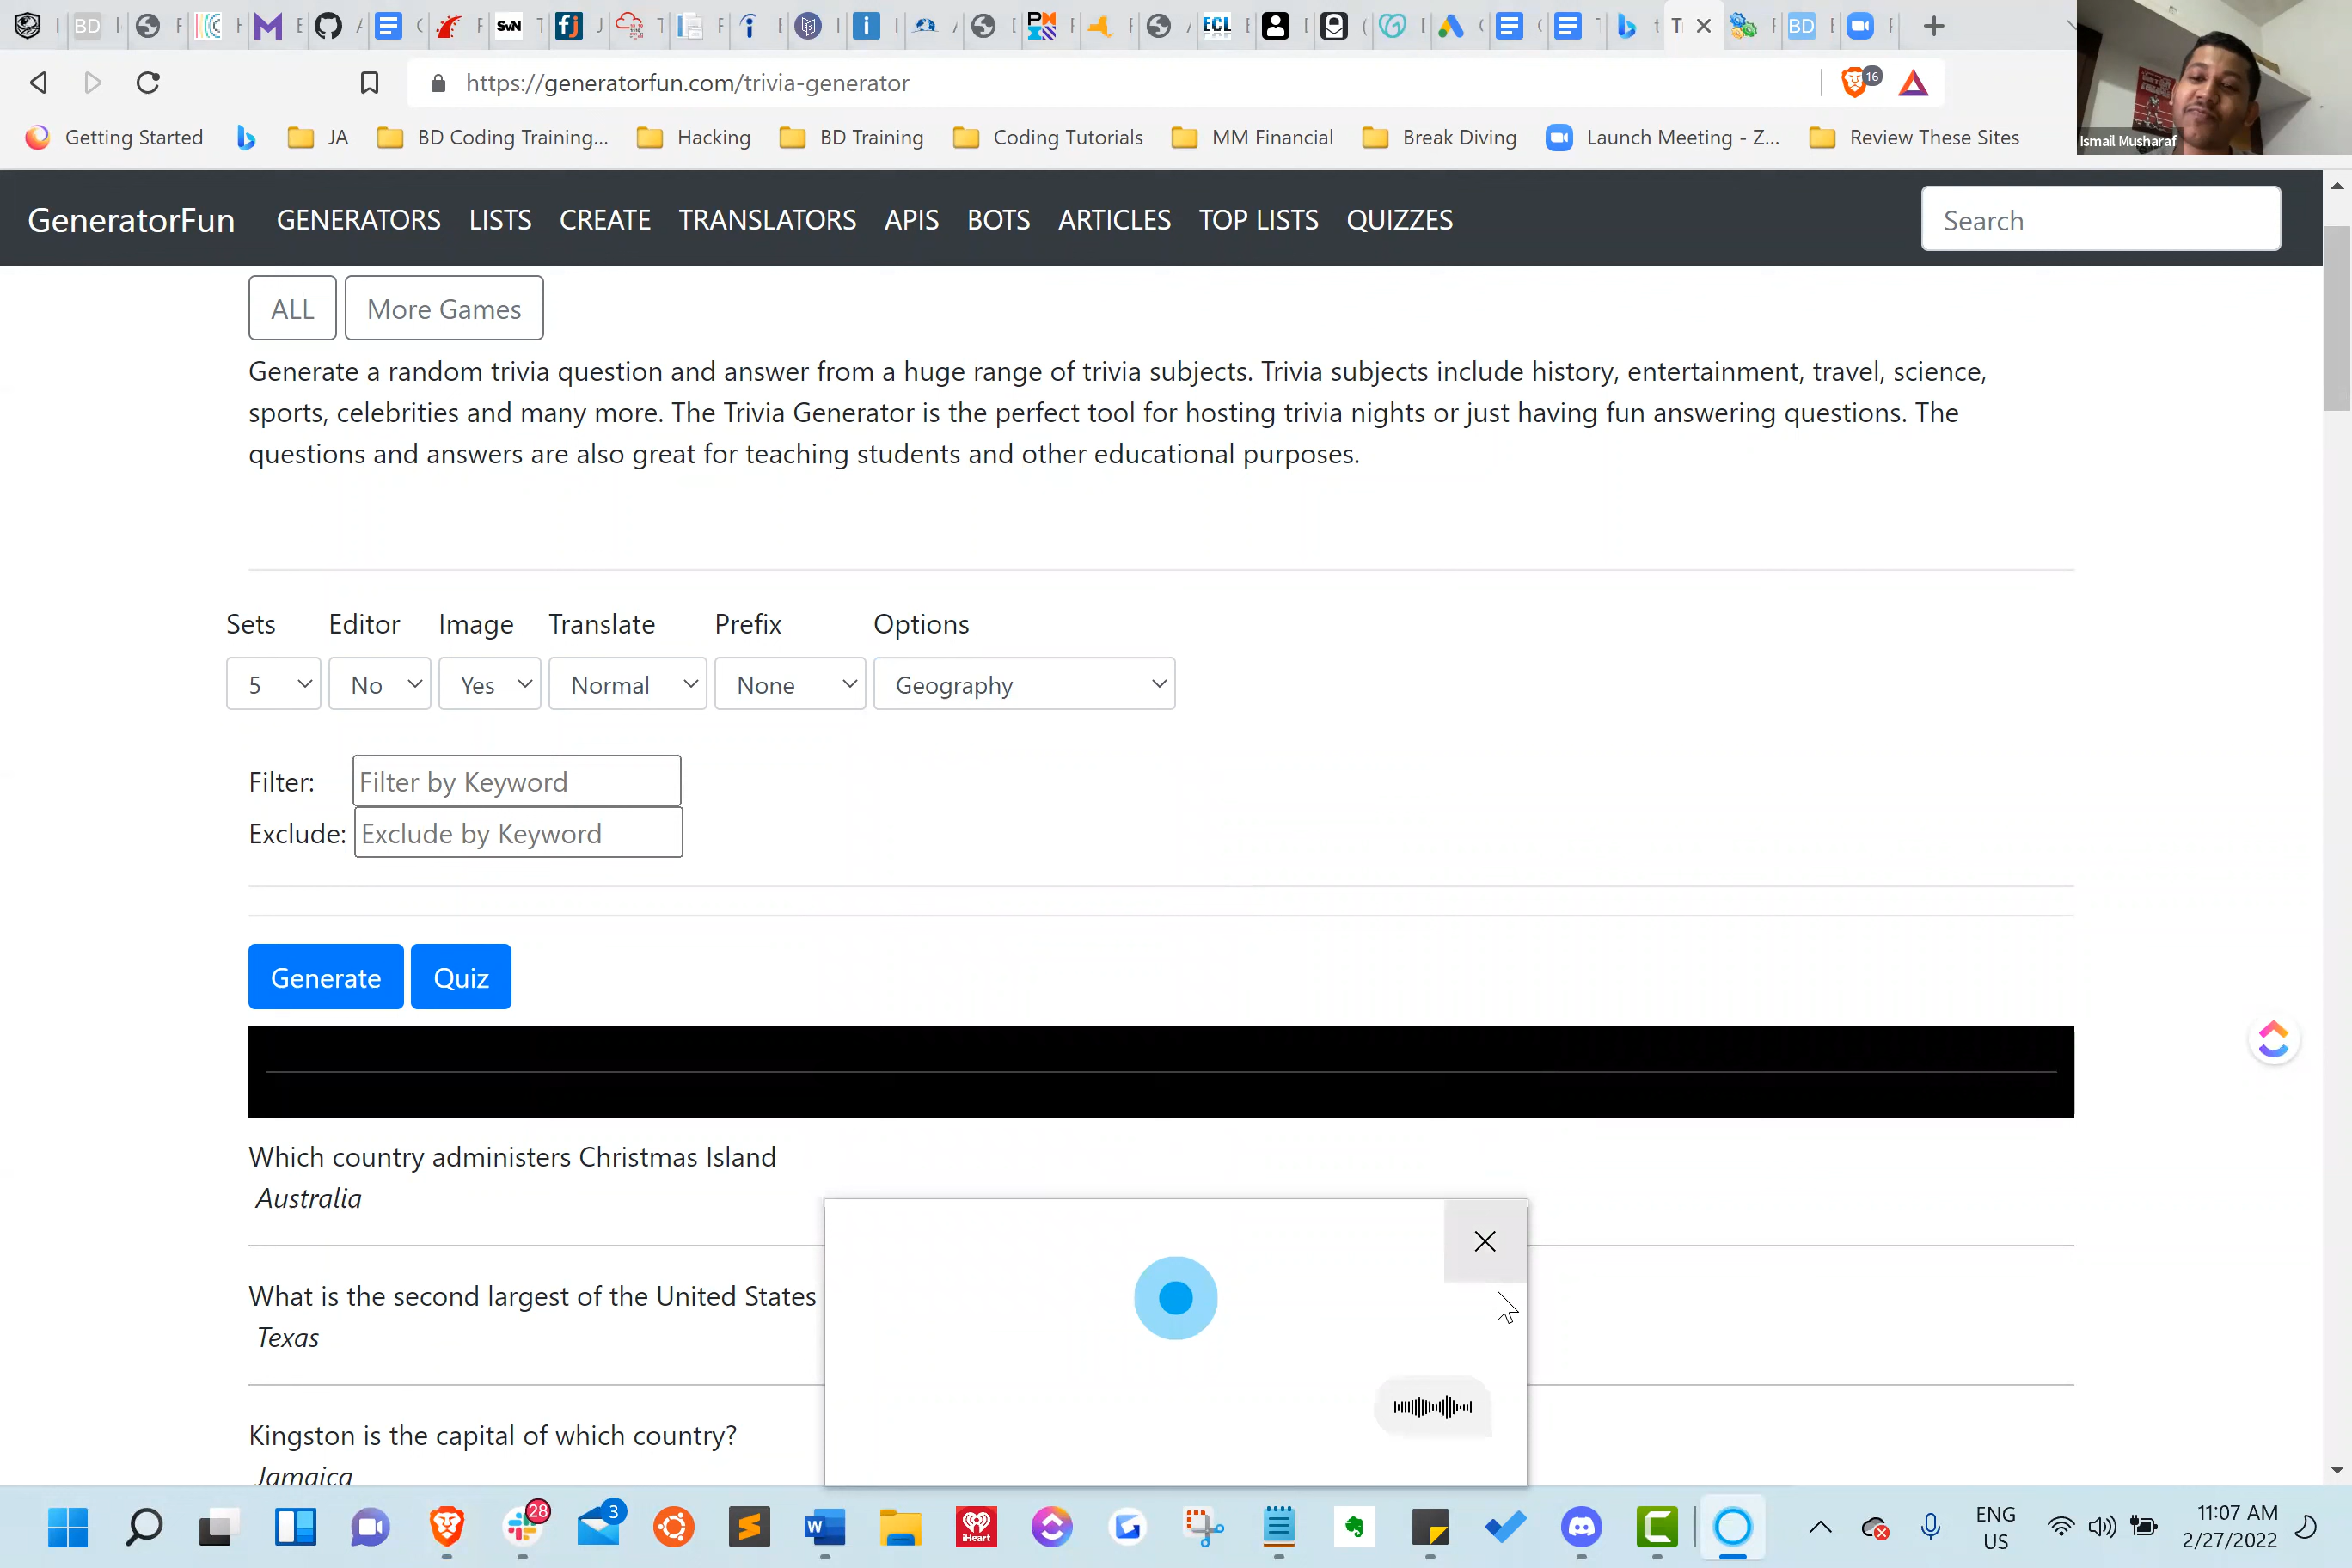 https://generatorfun.com/trivia-generator
16
Ismail Musharaf
Getting Started JA BD Coding Training... Hacking BD Training Coding Tutorials MM Financial Break Diving Launch Meeting - Z... Review These Sites
GeneratorFun GENERATORS LISTS CREATE TRANSLATORS APIS BOTS ARTICLES TOP LISTS QUIZZES Search
ALL More Games
Generate a random trivia question and answer from a huge range of trivia subjects. Trivia subjects include history, entertainment, travel, science,
sports, celebrities and many more. The Trivia Generator is the perfect tool for hosting trivia nights or just having fun answering questions. The
questions and answers are also great for teaching students and other educational purposes.
Sets Editor Image Translate Prefix Options
5 No Yes Normal None Geography
Filter: Filter by Keyword
Exclude: Exclude by Keyword
Generate Quiz
Which country administers Christmas Island
Australia
What is the second largest of the United States
Texas
Kingston is the capital of which country?
Jamaica
28 3 iHeart
ENG
US
11:07 AM
2/27/2022